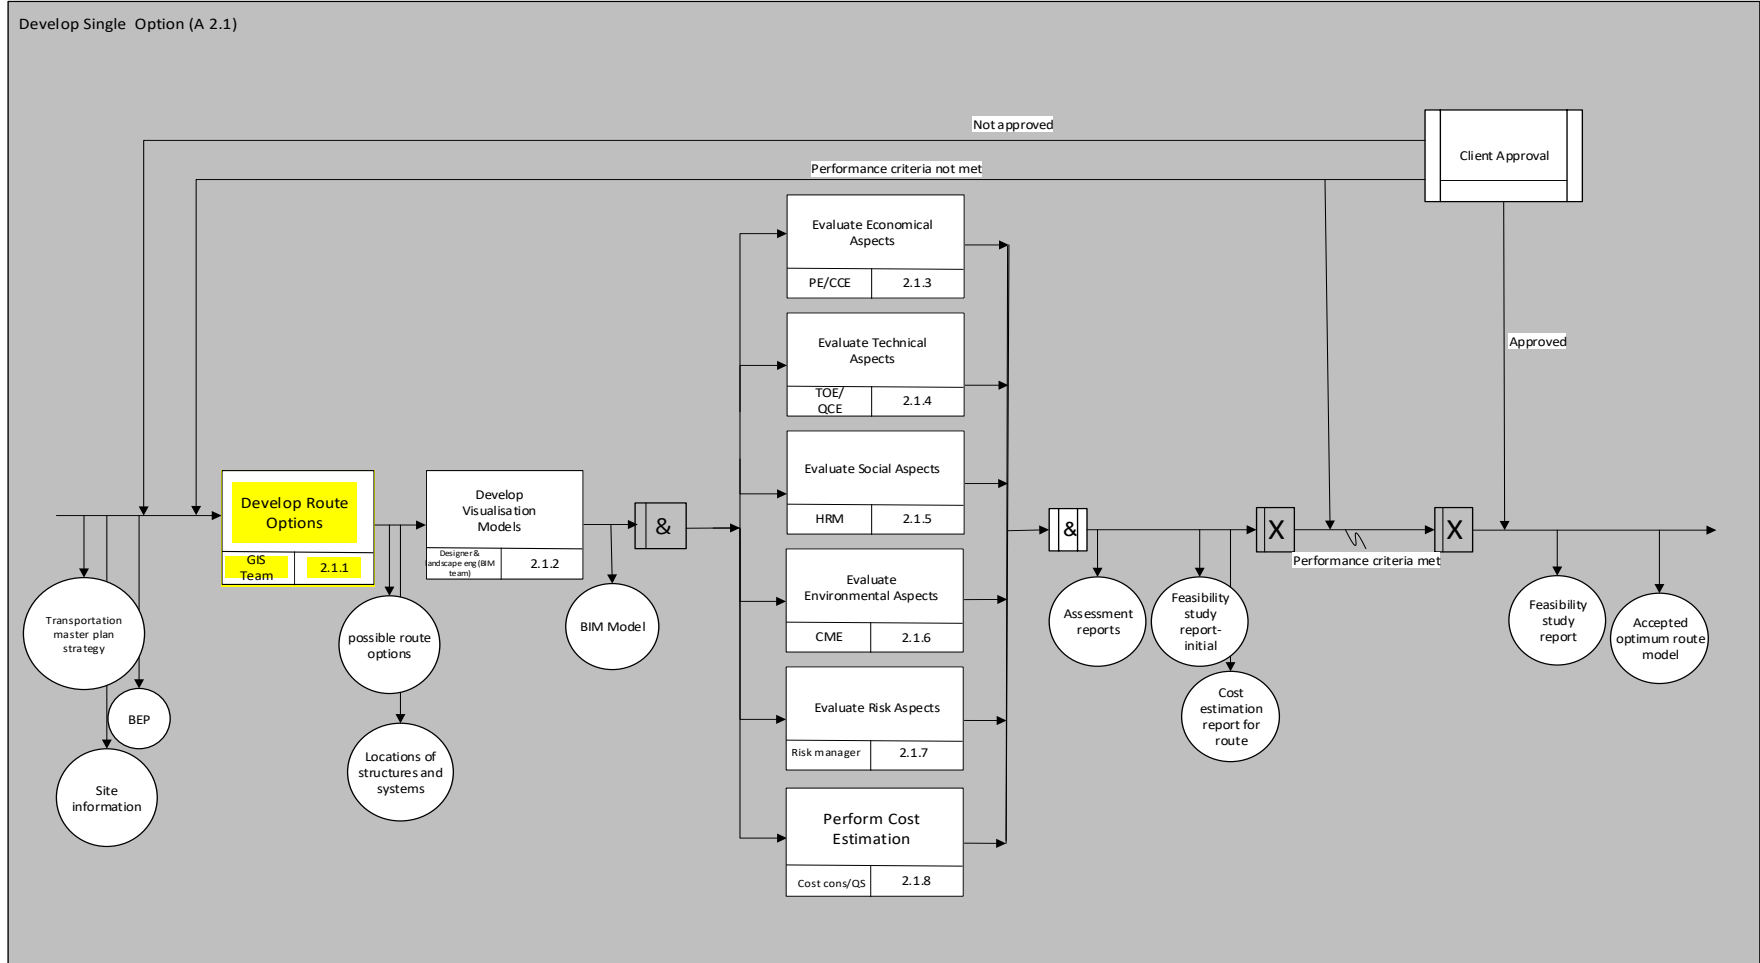 Develop Single Option (A 2.1)
Not approved
Client Approval
Performance criteria not met
Evaluate Economical
Aspects
PE/CCE
2.1.3
Evaluate Technical
Aspects
TOE/
QCE
2.1.4
Approved
Evaluate Social Aspects
HRM
2.1.5
Develop Route
Options
GIS
Team
2.1.1
Develop
Visualisation
Models
Designer &
landscape eng (BIM
team)
2.1.2
&
&
X
X
Performance criteria met
Evaluate
Environmental Aspects
CME
2.1.6
Transportation
master plan
strategy
BEP
Site
information
possible route
options
Locations of
structures and
systems
BIM Model
Evaluate Risk Aspects
Risk manager
2.1.7
Perform Cost
Estimation
Cost cons/QS
2.1.8
Assessment
reports
Feasibility
study
report-
initial
Cost
estimation
report for
route
Feasibility
study
report
Accepted
optimum route
model